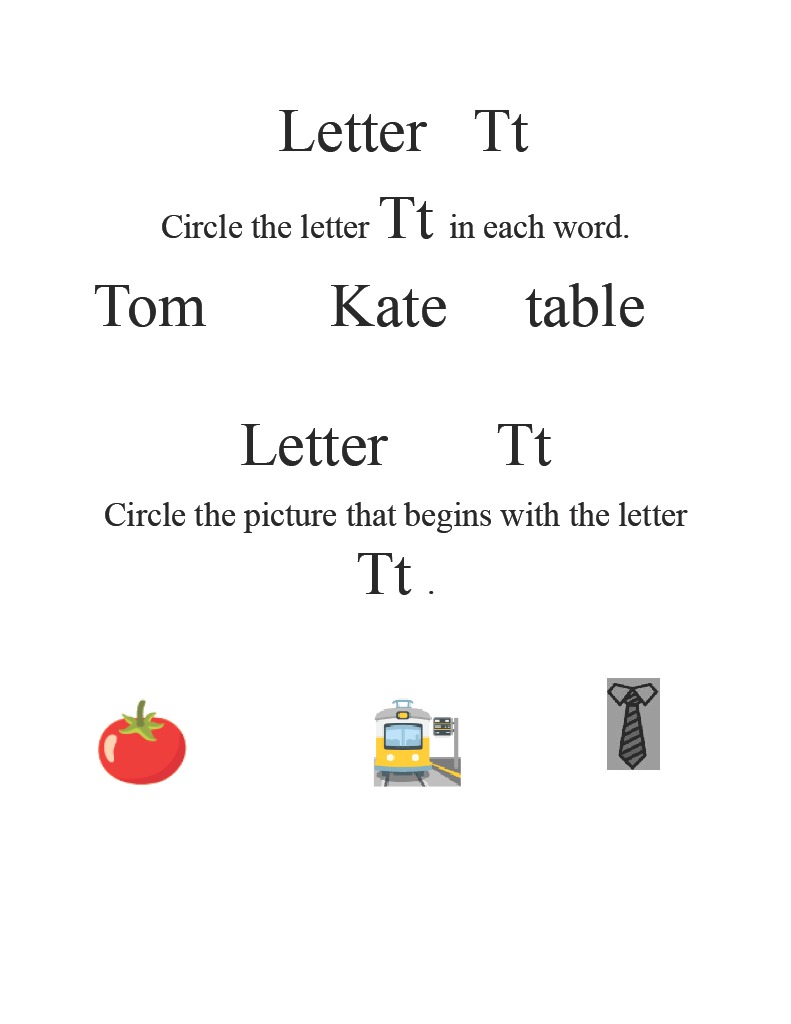 Letter Tt
Circle the letter Tt in each word.
Tom Kate table
Letter Tt
Circle the picture that begins with the letter
Tt .